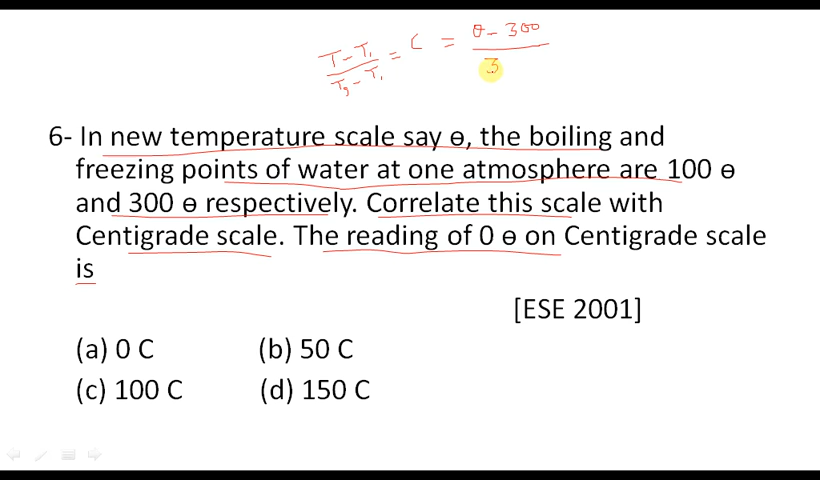 T - T₁ / T₂ - T₁ = C = θ - 300 / 3
6- In new temperature scale say ɵ, the boiling and
freezing points of water at one atmosphere are 100 ɵ
and 300 ɵ respectively. Correlate this scale with
Centigrade scale. The reading of 0 ɵ on Centigrade scale
is
[ESE 2001]
(a) 0 C (b) 50 C
(c) 100 C (d) 150 C